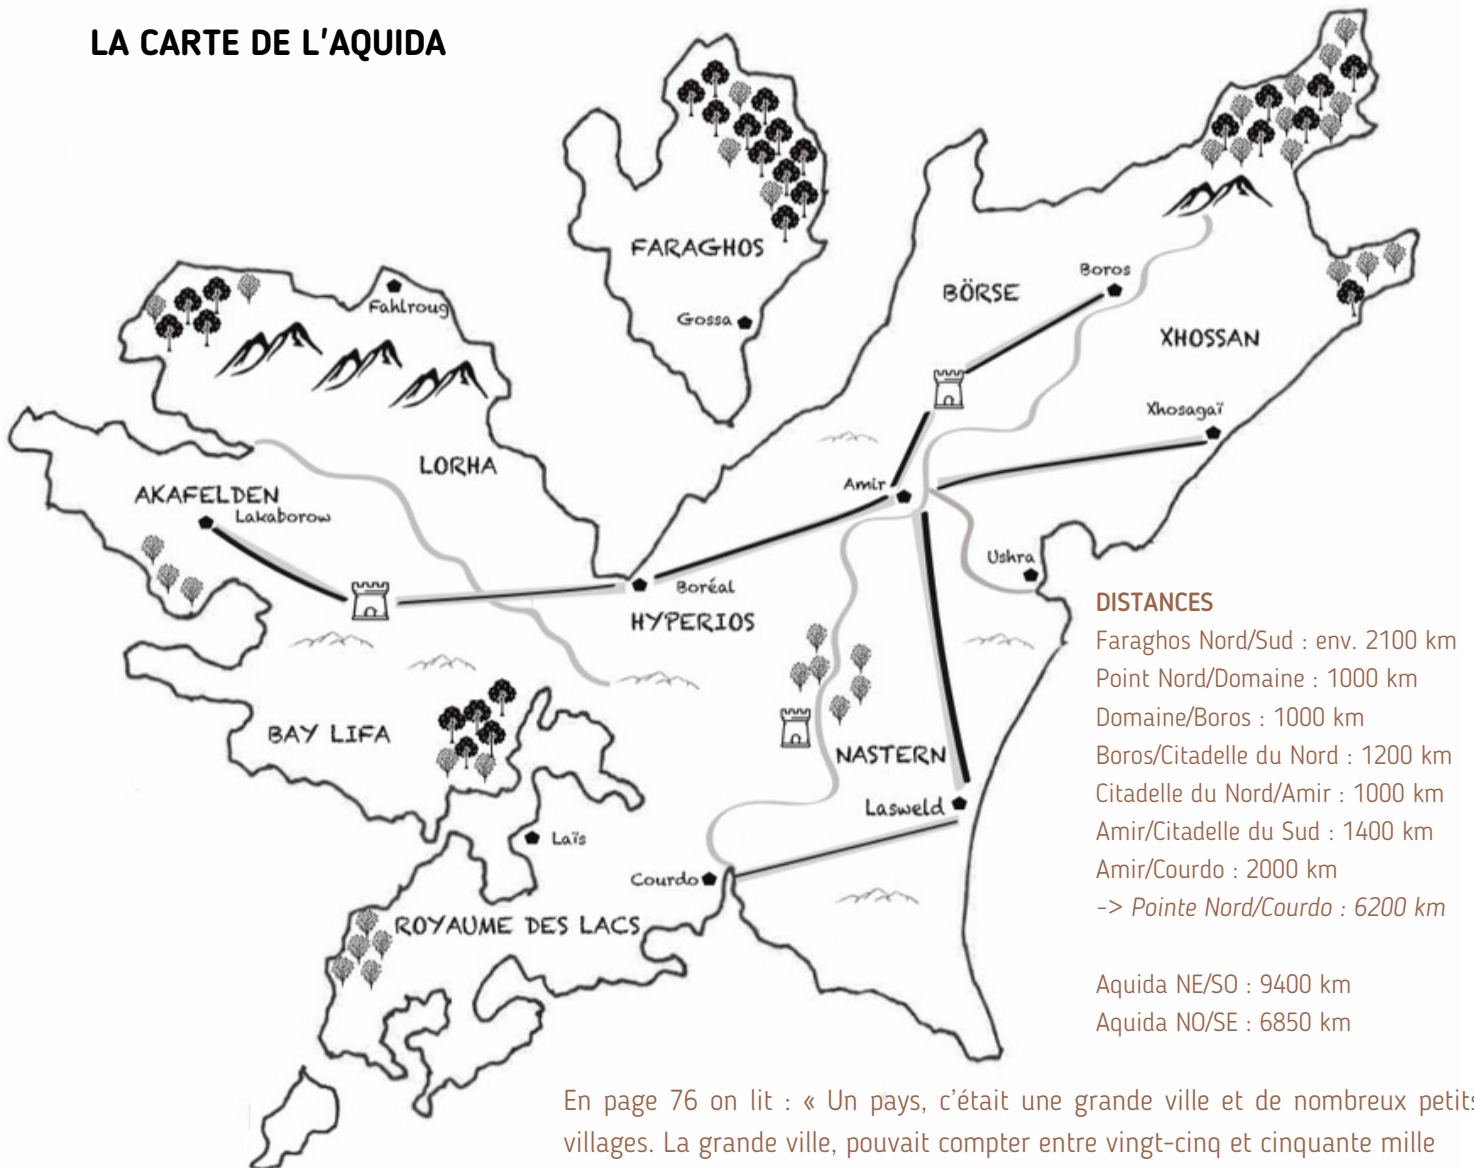 LA CARTE DE L'AQUIDA
FARAGHOS
Gossa
Fahlroug
BÖRSE
Boros
XHOSSAN
Xhosagaï
LORHA
AKAFELDEN
Lakaborow
Amir
Ushra
Boréal
HYPERIOS
BAY LIFA
NASTERN
Lasweld
Laïs
Courdo
ROYAUME DES LACS
DISTANCES
Faraghos Nord/Sud : env. 2100 km
Point Nord/Domaine : 1000 km
Domaine/Boros : 1000 km
Boros/Citadelle du Nord : 1200 km
Citadelle du Nord/Amir : 1000 km
Amir/Citadelle du Sud : 1400 km
Amir/Courdo : 2000 km
-> Pointe Nord/Courdo : 6200 km
Aquida NE/SO : 9400 km
Aquida NO/SE : 6850 km
En page 76 on lit : « Un pays, c'était une grande ville et de nombreux petits
villages. La grande ville, pouvait compter entre vingt-cinq et cinquante mille